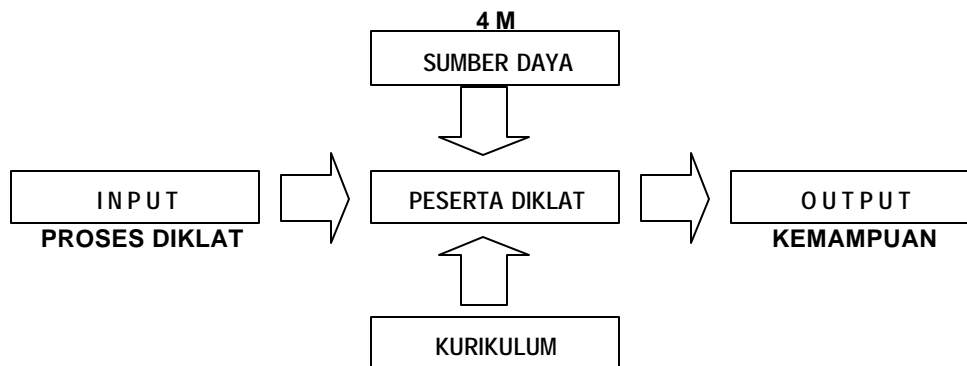 4 M
SUMBER DAYA
INPUT
PESERTA DIKLAT
OUTPUT
PROSES DIKLAT
KEMAMPUAN
KURIKULUM